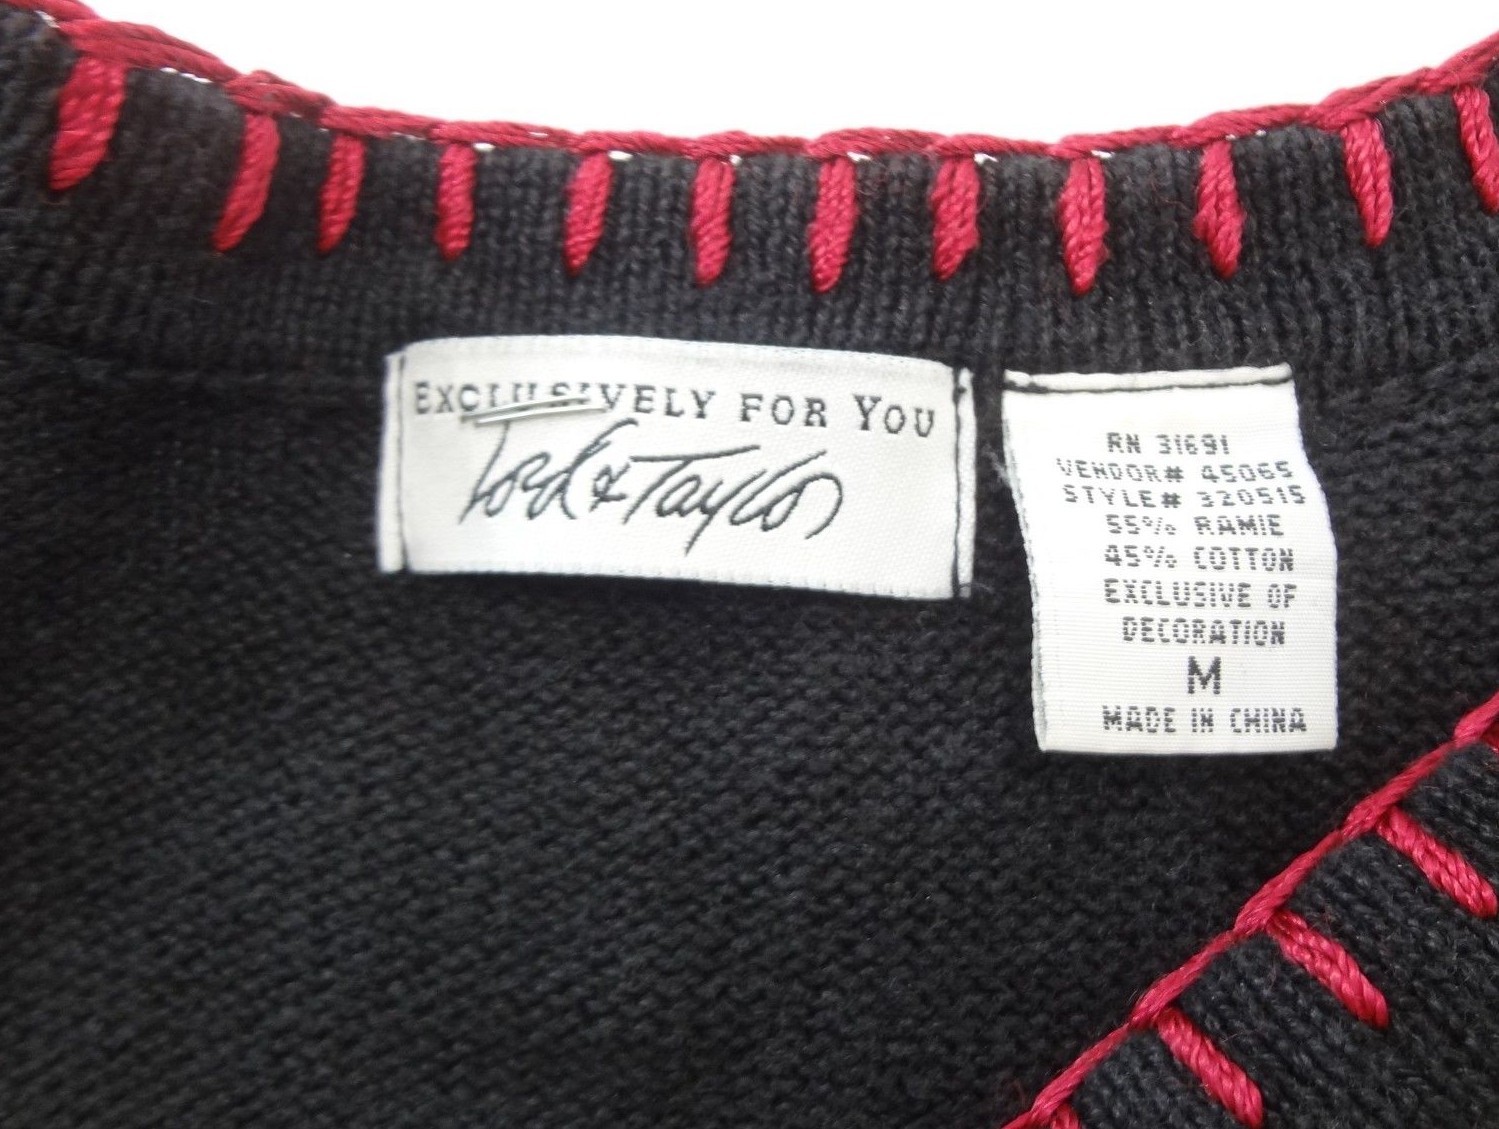 EXCLUSIVELY FOR YOU
Lord & Taylor
RN 31691
VENDOR# 45065
STYLE# 320515
55% RAMIE
45% COTTON
EXCLUSIVE OF
DECORATION
M
MADE IN CHINA